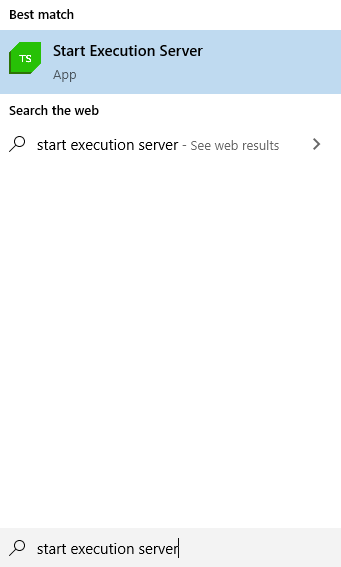 Best match
TS
Start Execution Server
App
Search the web
start execution server - See web results
start execution server